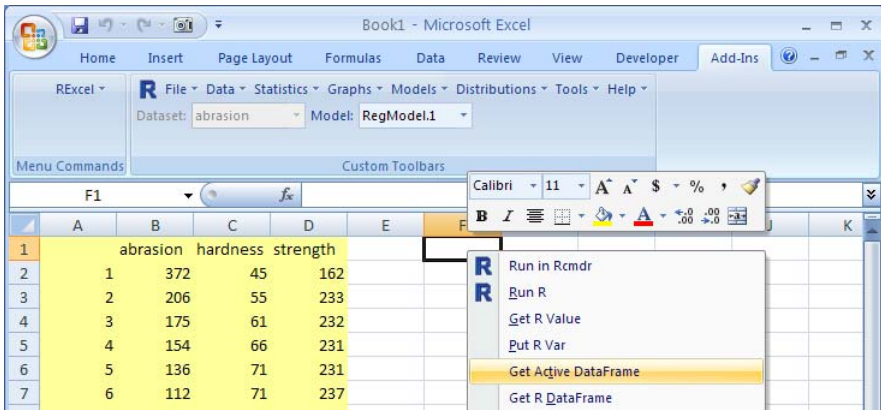 Book1 - Microsoft Excel
Home Insert Page Layout Formulas Data Review View Developer Add-Ins
RExcel R File Data Statistics Graphs Models Distributions Tools Help
Dataset: abrasion Model: RegModel.1
Menu Commands Custom Toolbars
Calibri 11 A A $ % ,
F1 fx
B I A .00 .00 a
A B C D E F J K
1 abrasion hardness strength
2 1 372 45 162
R Run in Rcmdr
3 2 206 55 233
R Run R
4 3 175 61 232
Get R Value
5 4 154 66 231
Put R Var
6 5 136 71 231
Get Active DataFrame
7 6 112 71 237
Get R DataFrame